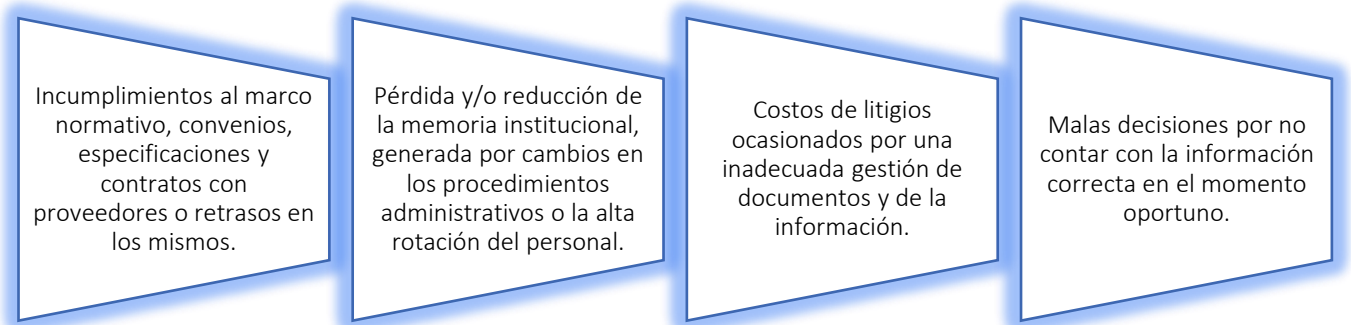 Incumplimientos al marco
normativo, convenios,
especificaciones y
contratos con
proveedores o retrasos en
los mismos.
Pérdida y/o reducción de
la memoria institucional,
generada por cambios en
los procedimientos
administrativos o la alta
rotación del personal.
Costos de litigios
ocasionados por una
inadecuada gestión de
documentos y de la
información.
Malas decisiones por no
contar con la información
correcta en el momento
oportuno.